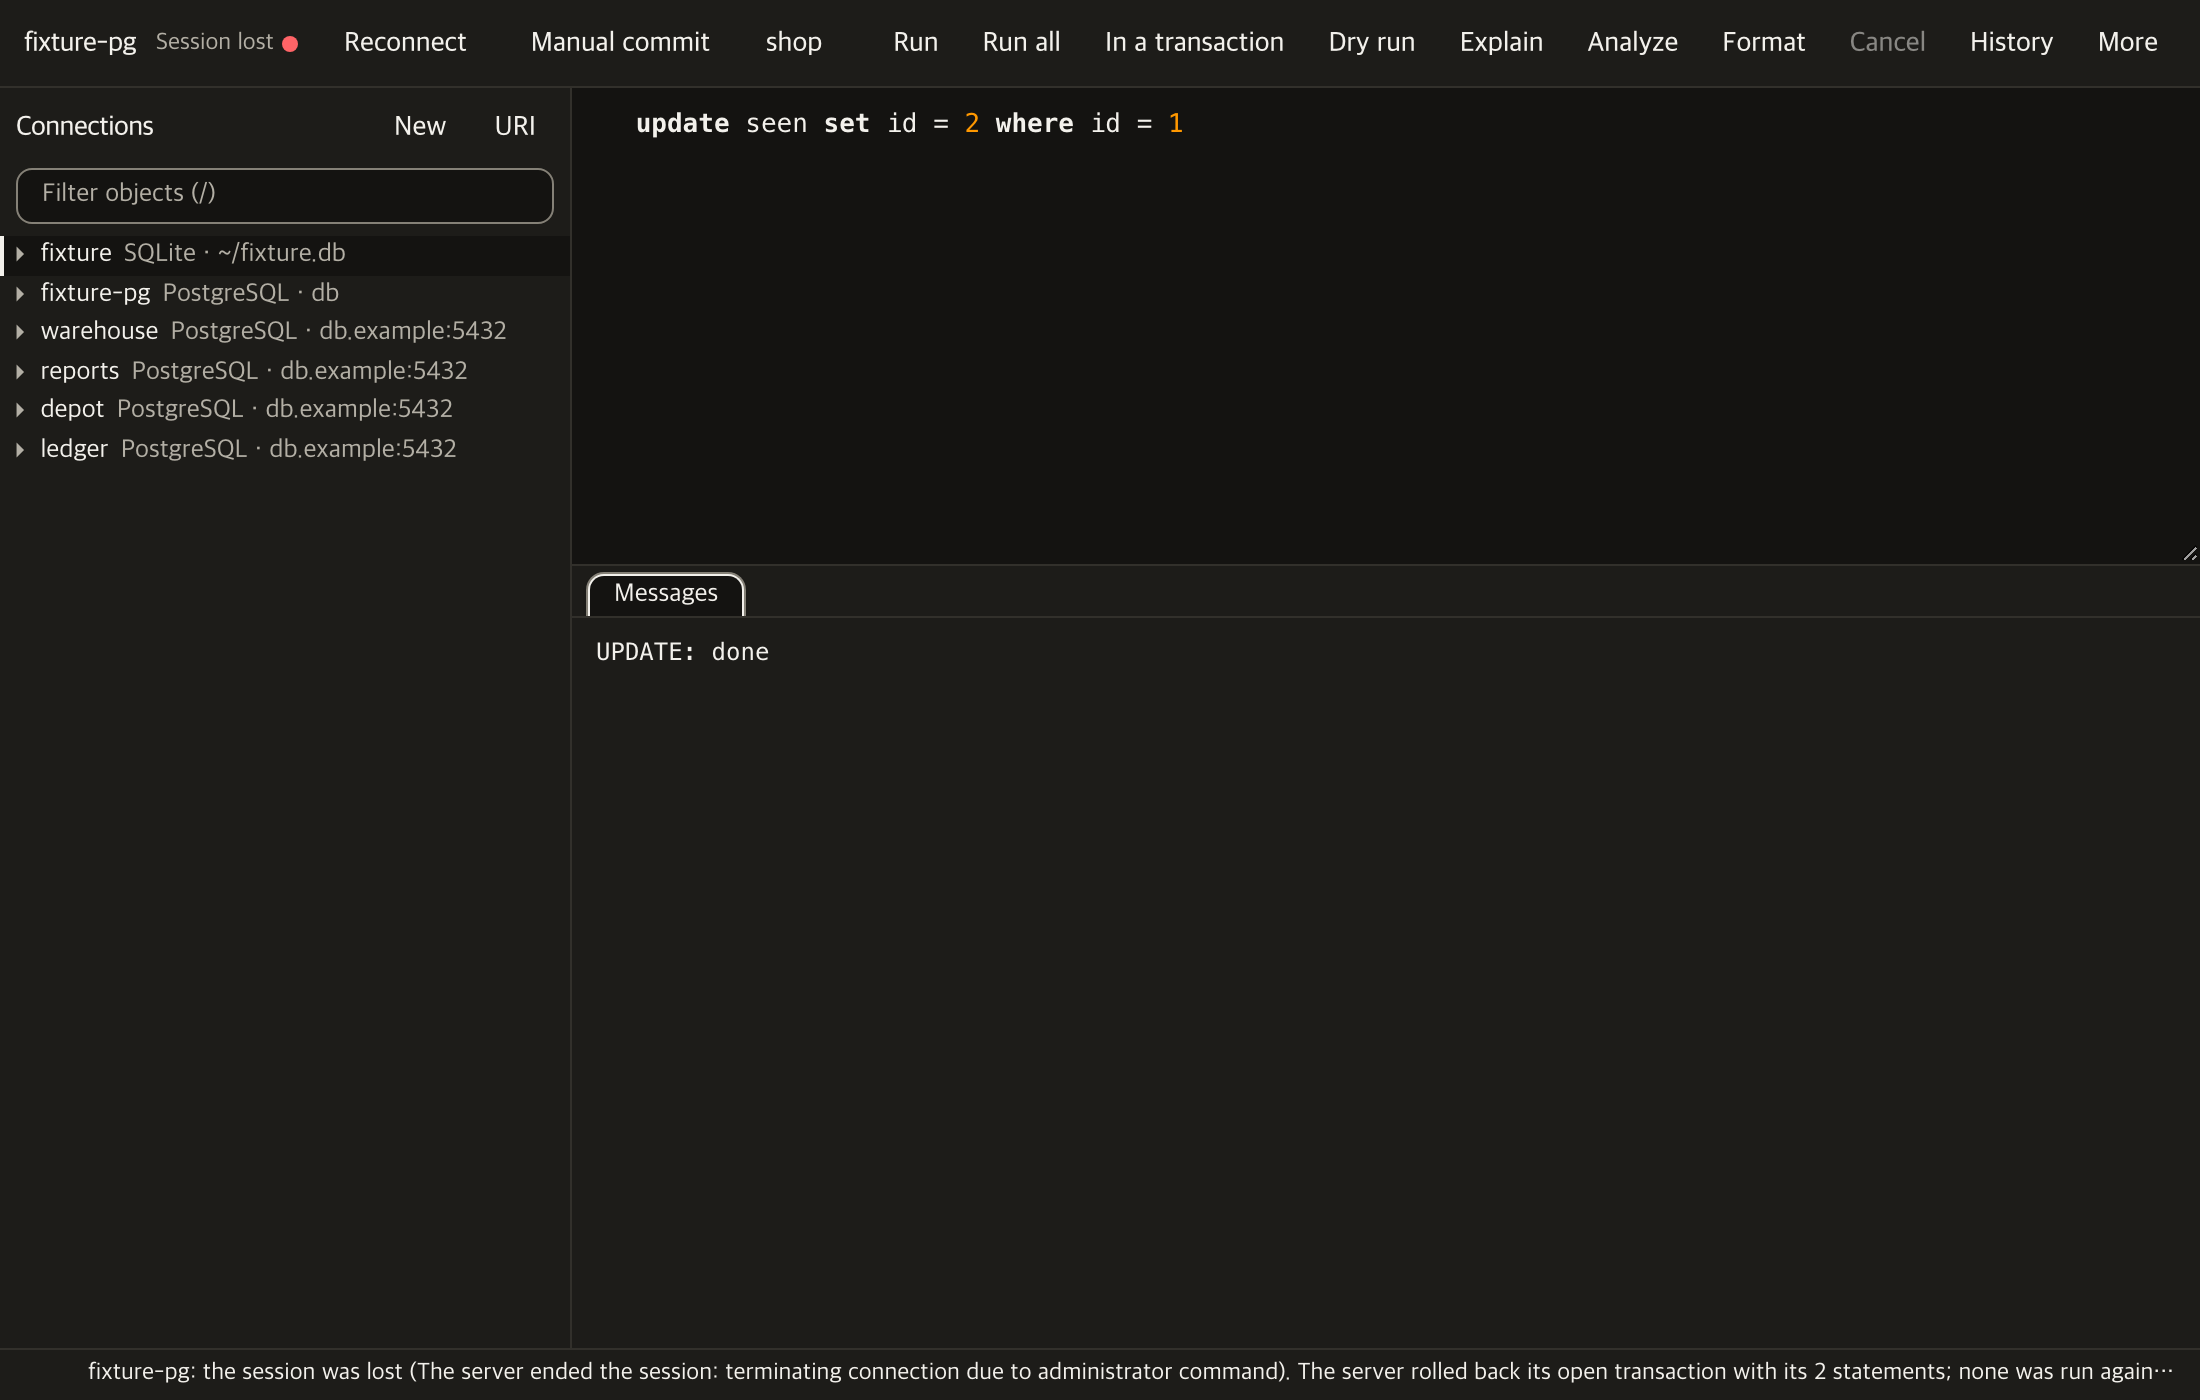 fixture-pg Session lost Reconnect Manual commit shop Run Run all In a transaction Dry run Explain Analyze Format Cancel History More
Connections New URI
Filter objects (/)
fixture SQLite · ~/fixture.db
fixture-pg PostgreSQL · db
warehouse PostgreSQL · db.example:5432
reports PostgreSQL · db.example:5432
depot PostgreSQL · db.example:5432
ledger PostgreSQL · db.example:5432
update seen set id = 2 where id = 1
Messages
UPDATE: done
fixture-pg: the session was lost (The server ended the session: terminating connection due to administrator command). The server rolled back its open transaction with its 2 statements; none was run again…